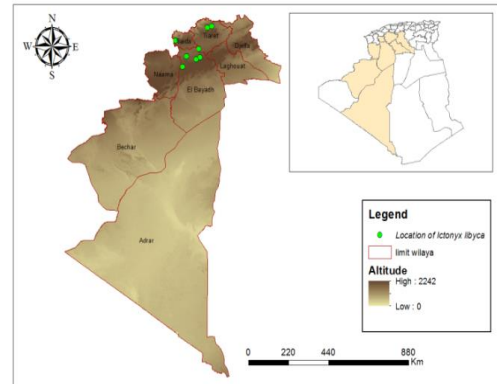 N
W
E
S
Tiaret
Saida
Djelfa
Laghouat
Naama
El Bayadh
Bechar
Adrar
Legend
Location of Ictonyx libyca
limit wilaya
Altitude
High : 2242
Low : 0
0 220 440 880
Km